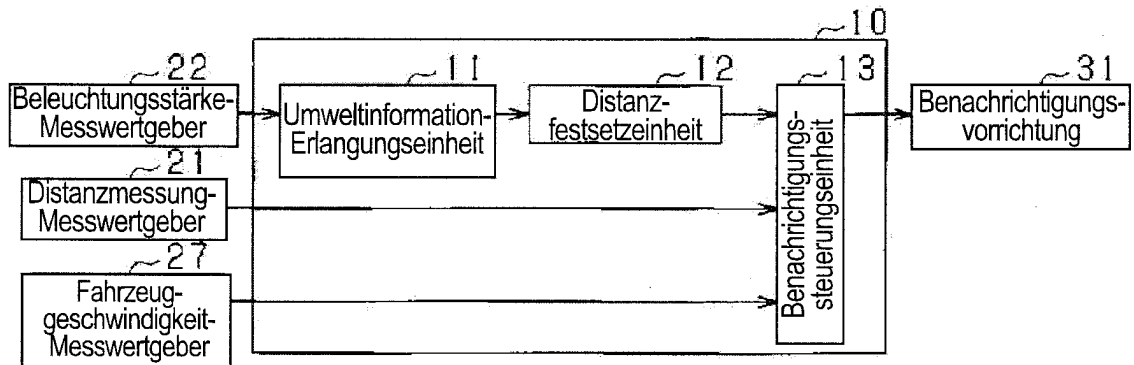 10
22
Beleuchtungsstärke-
Messwertgeber
11
Umweltinformation-
Erlangungseinheit
12
Distanz-
festsetzeinheit
13
Benachrichtigungs-
steuerungseinheit
31
Benachrichtigungs-
vorrichtung
21
Distanzmessung-
Messwertgeber
27
Fahrzeug-
geschwindigkeit-
Messwertgeber